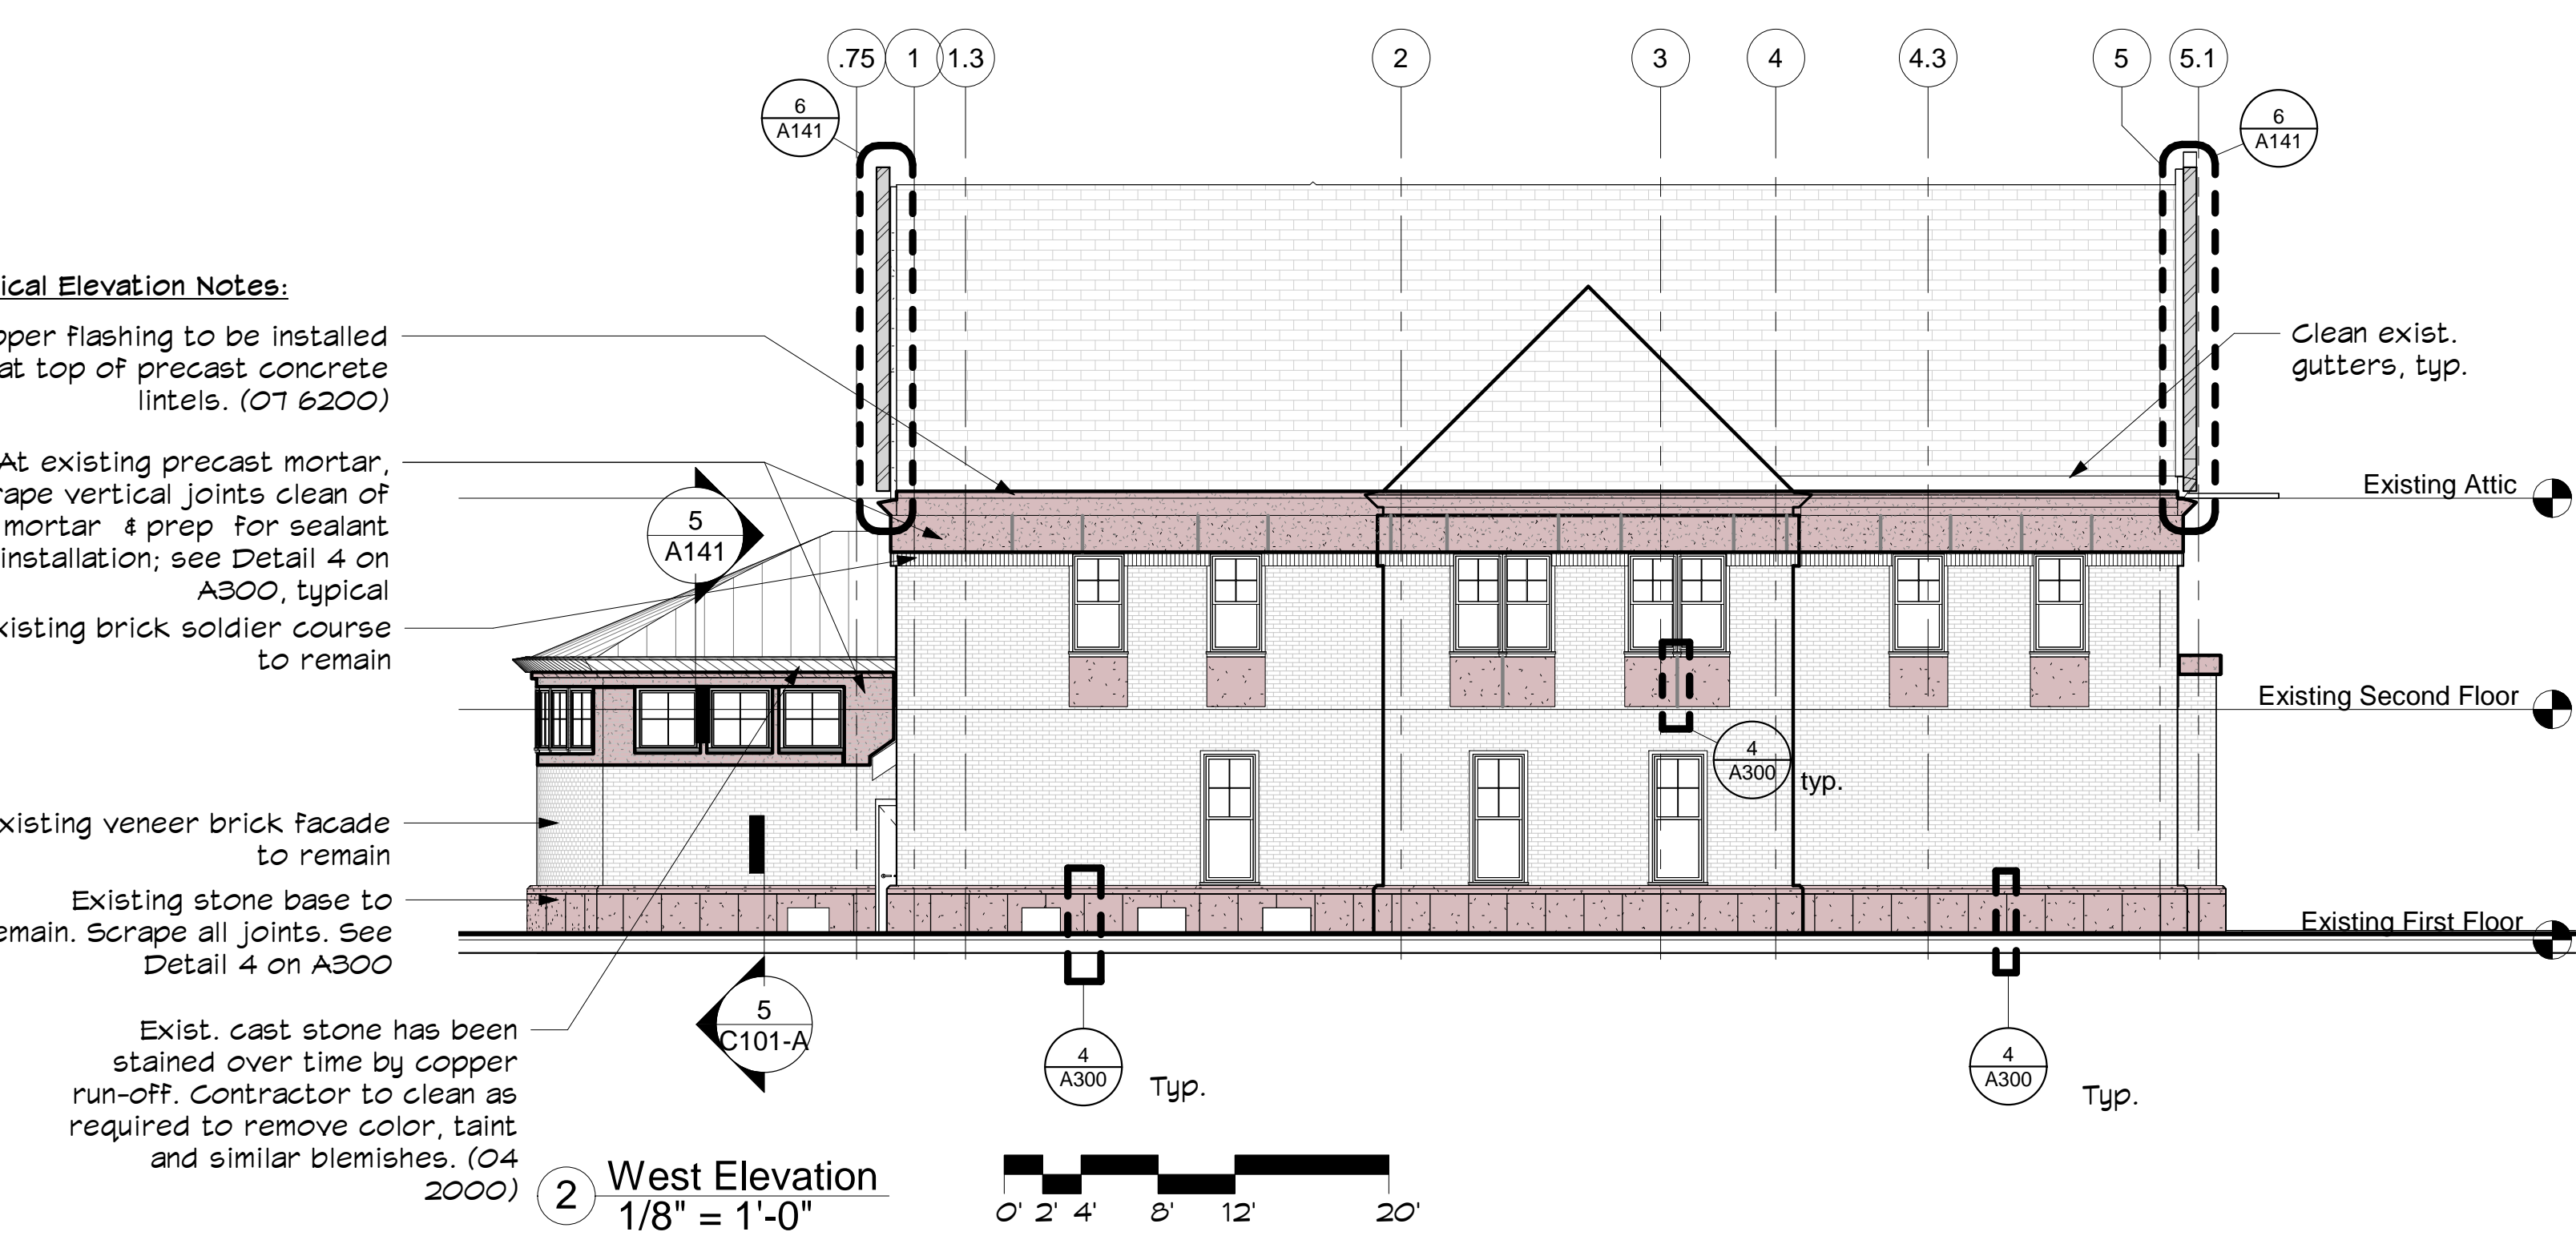 .75
1
1.3
2
3
4
4.3
5
5.1
6
A141
6
A141
ical Elevation Notes:
pper flashing to be installed
at top of precast concrete
lintels. (07 6200)
At existing precast mortar,
rape vertical joints clean of
mortar & prep for sealant
installation; see Detail 4 on
A300, typical
xisting brick soldier course
to remain
xisting veneer brick facade
to remain
Existing stone base to
emain. Scrape all joints. See
Detail 4 on A300
Exist. cast stone has been
stained over time by copper
run-off. Contractor to clean as
required to remove color, taint
and similar blemishes. (04
2000)
5
A141
5
C101-A
Clean exist.
gutters, typ.
Existing Attic
Existing Second Floor
Existing First Floor
4
A300
typ.
4
A300
Typ.
4
A300
Typ.
2
West Elevation
1/8" = 1'-0"
0' 2' 4' 8' 12' 20'